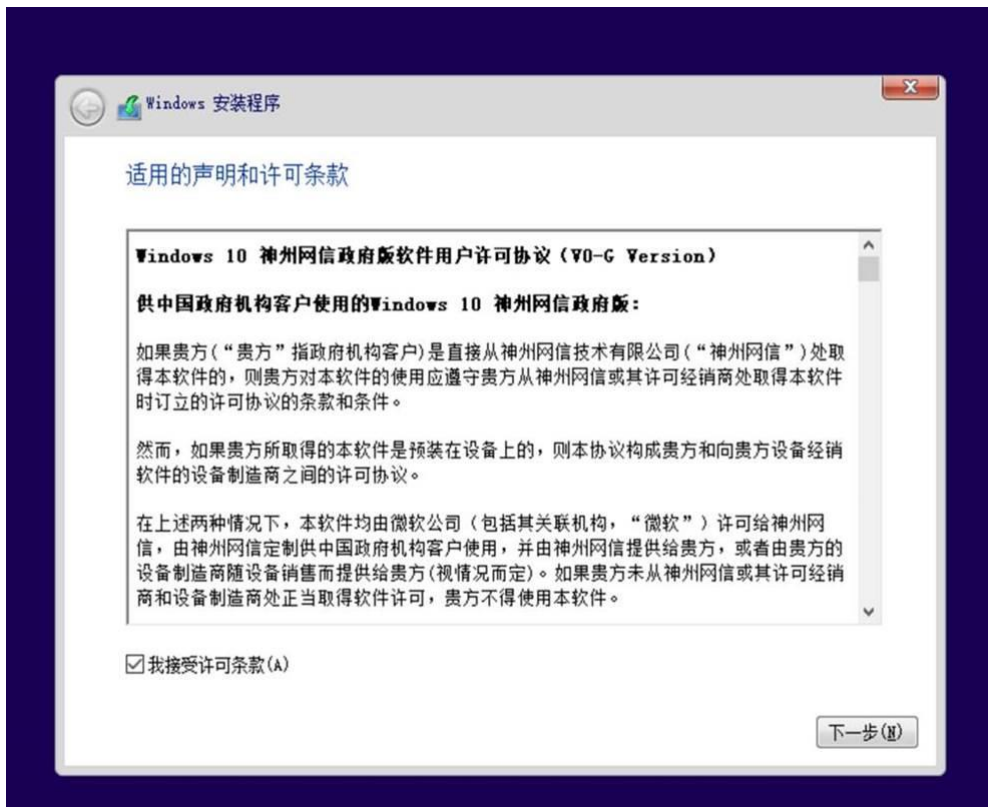 Windows 安装程序
适用的声明和许可条款
Windows 10 神州网信政府版软件用户许可协议（V0-G Version）
供中国政府机构客户使用的Windows 10 神州网信政府版：
如果贵方(“贵方”指政府机构客户)是直接从神州网信技术有限公司(“神州网信”)处取
得本软件的，则贵方对本软件的使用应遵守贵方从神州网信或其许可经销商处取得本软件
时订立的许可协议的条款和条件。
然而，如果贵方所取得的本软件是预装在设备上的，则本协议构成贵方和向贵方设备经销
软件的设备制造商之间的许可协议。
在上述两种情况下，本软件均由微软公司（包括其关联机构，“微软”）许可给神州网
信，由神州网信定制供中国政府机构客户使用，并由神州网信提供给贵方，或者由贵方的
设备制造商随设备销售而提供给贵方(视情况而定)。如果贵方未从神州网信或其许可经销
商和设备制造商处正当取得软件许可，贵方不得使用本软件。
我接受许可条款(A)
下一步(N)